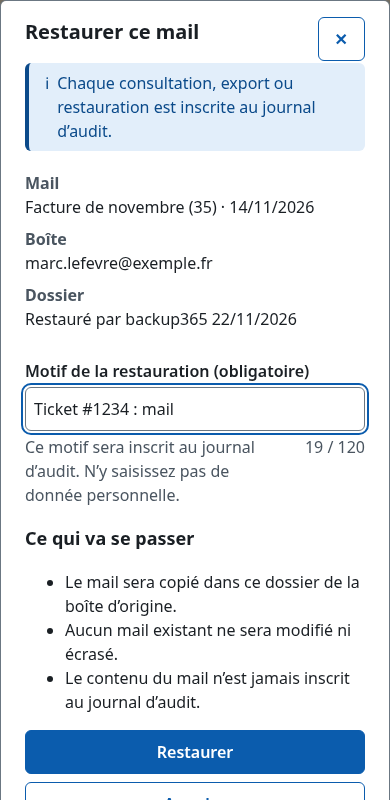 Restaurer ce mail
×
i Chaque consultation, export ou
restauration est inscrite au journal
d’audit.
Mail
Facture de novembre (35) · 14/11/2026
Boîte
marc.lefevre@exemple.fr
Dossier
Restauré par backup365 22/11/2026
Motif de la restauration (obligatoire)
Ticket #1234 : mail
Ce motif sera inscrit au journal 19 / 120
d’audit. N’y saisissez pas de
donnée personnelle.
Ce qui va se passer
• Le mail sera copié dans ce dossier de la
boîte d’origine.
• Aucun mail existant ne sera modifié ni
écrasé.
• Le contenu du mail n’est jamais inscrit
au journal d’audit.
Restaurer